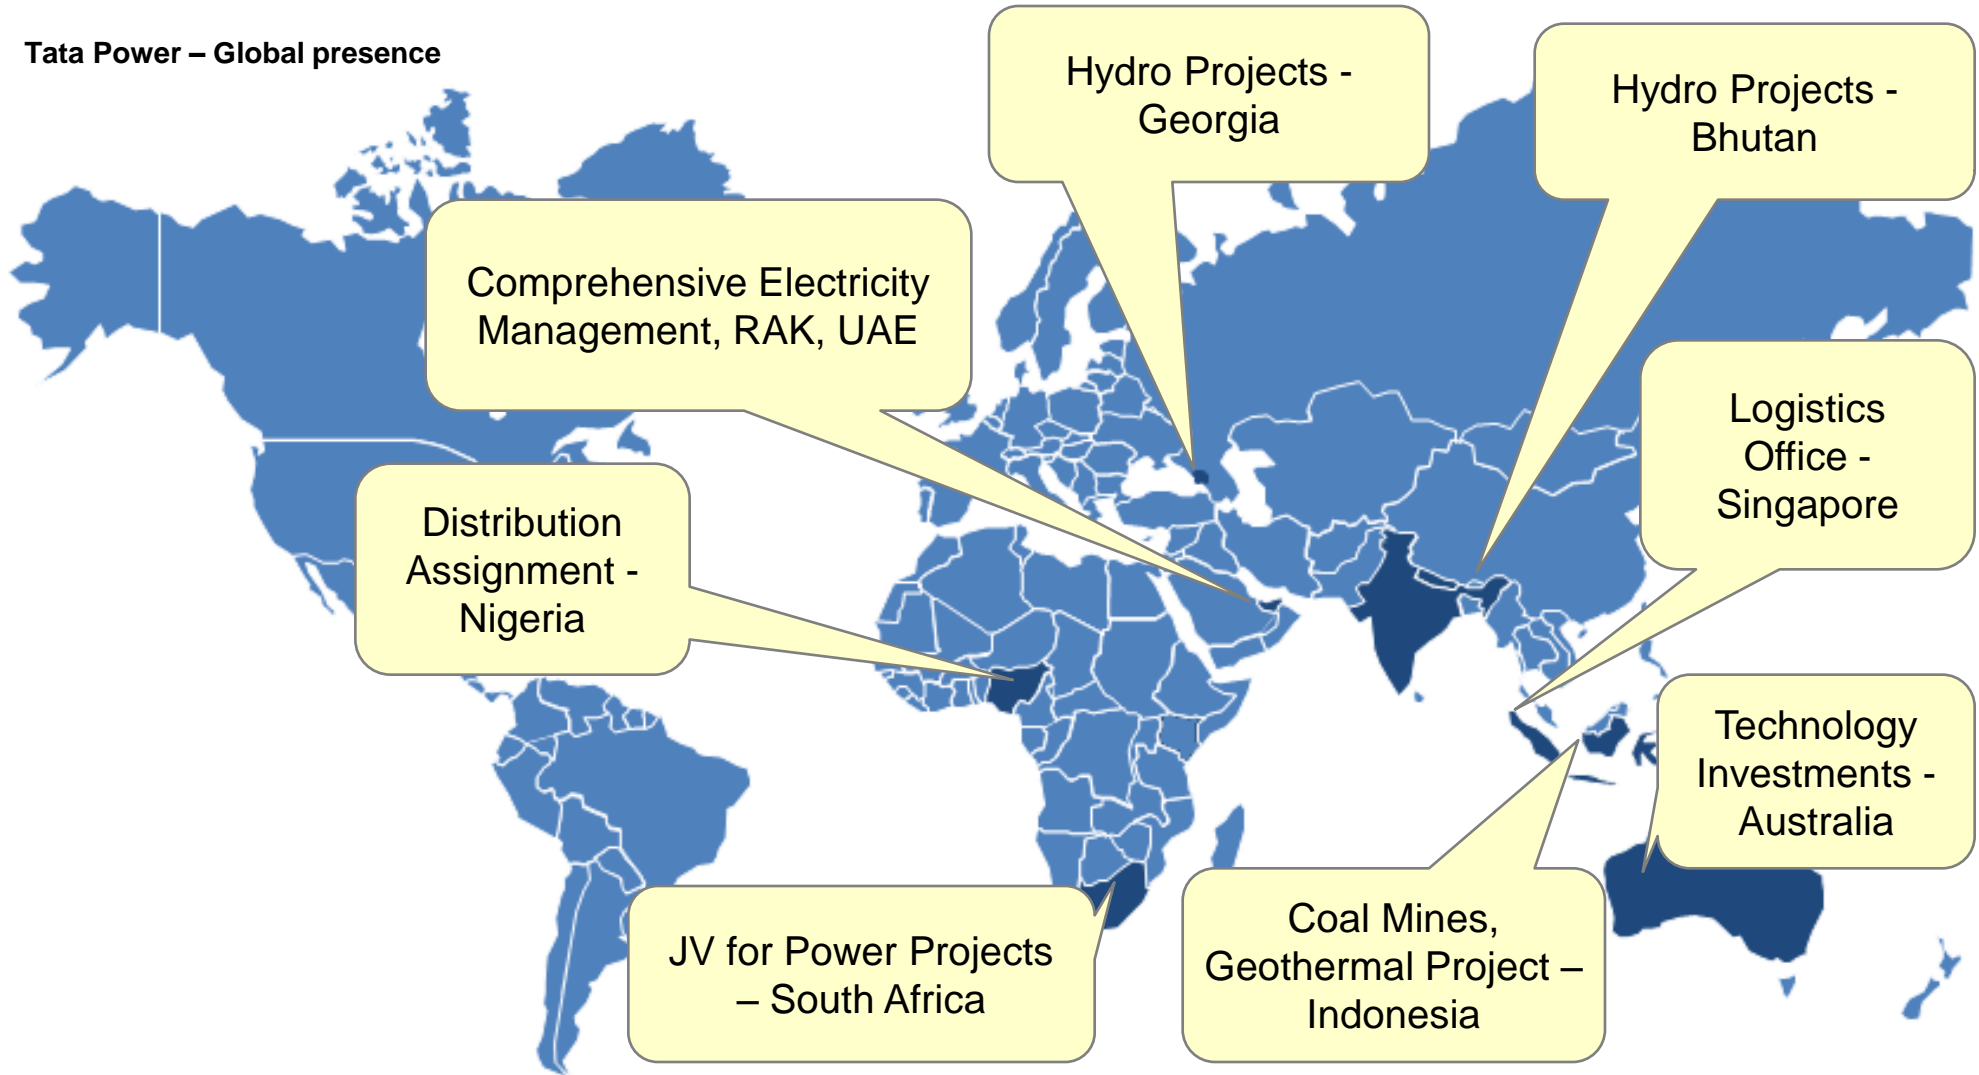 Tata Power – Global presence
Hydro Projects -
Georgia
Hydro Projects -
Bhutan
Comprehensive Electricity
Management, RAK, UAE
Logistics
Office -
Singapore
Distribution
Assignment -
Nigeria
Technology
Investments -
Australia
JV for Power Projects
– South Africa
Coal Mines,
Geothermal Project –
Indonesia